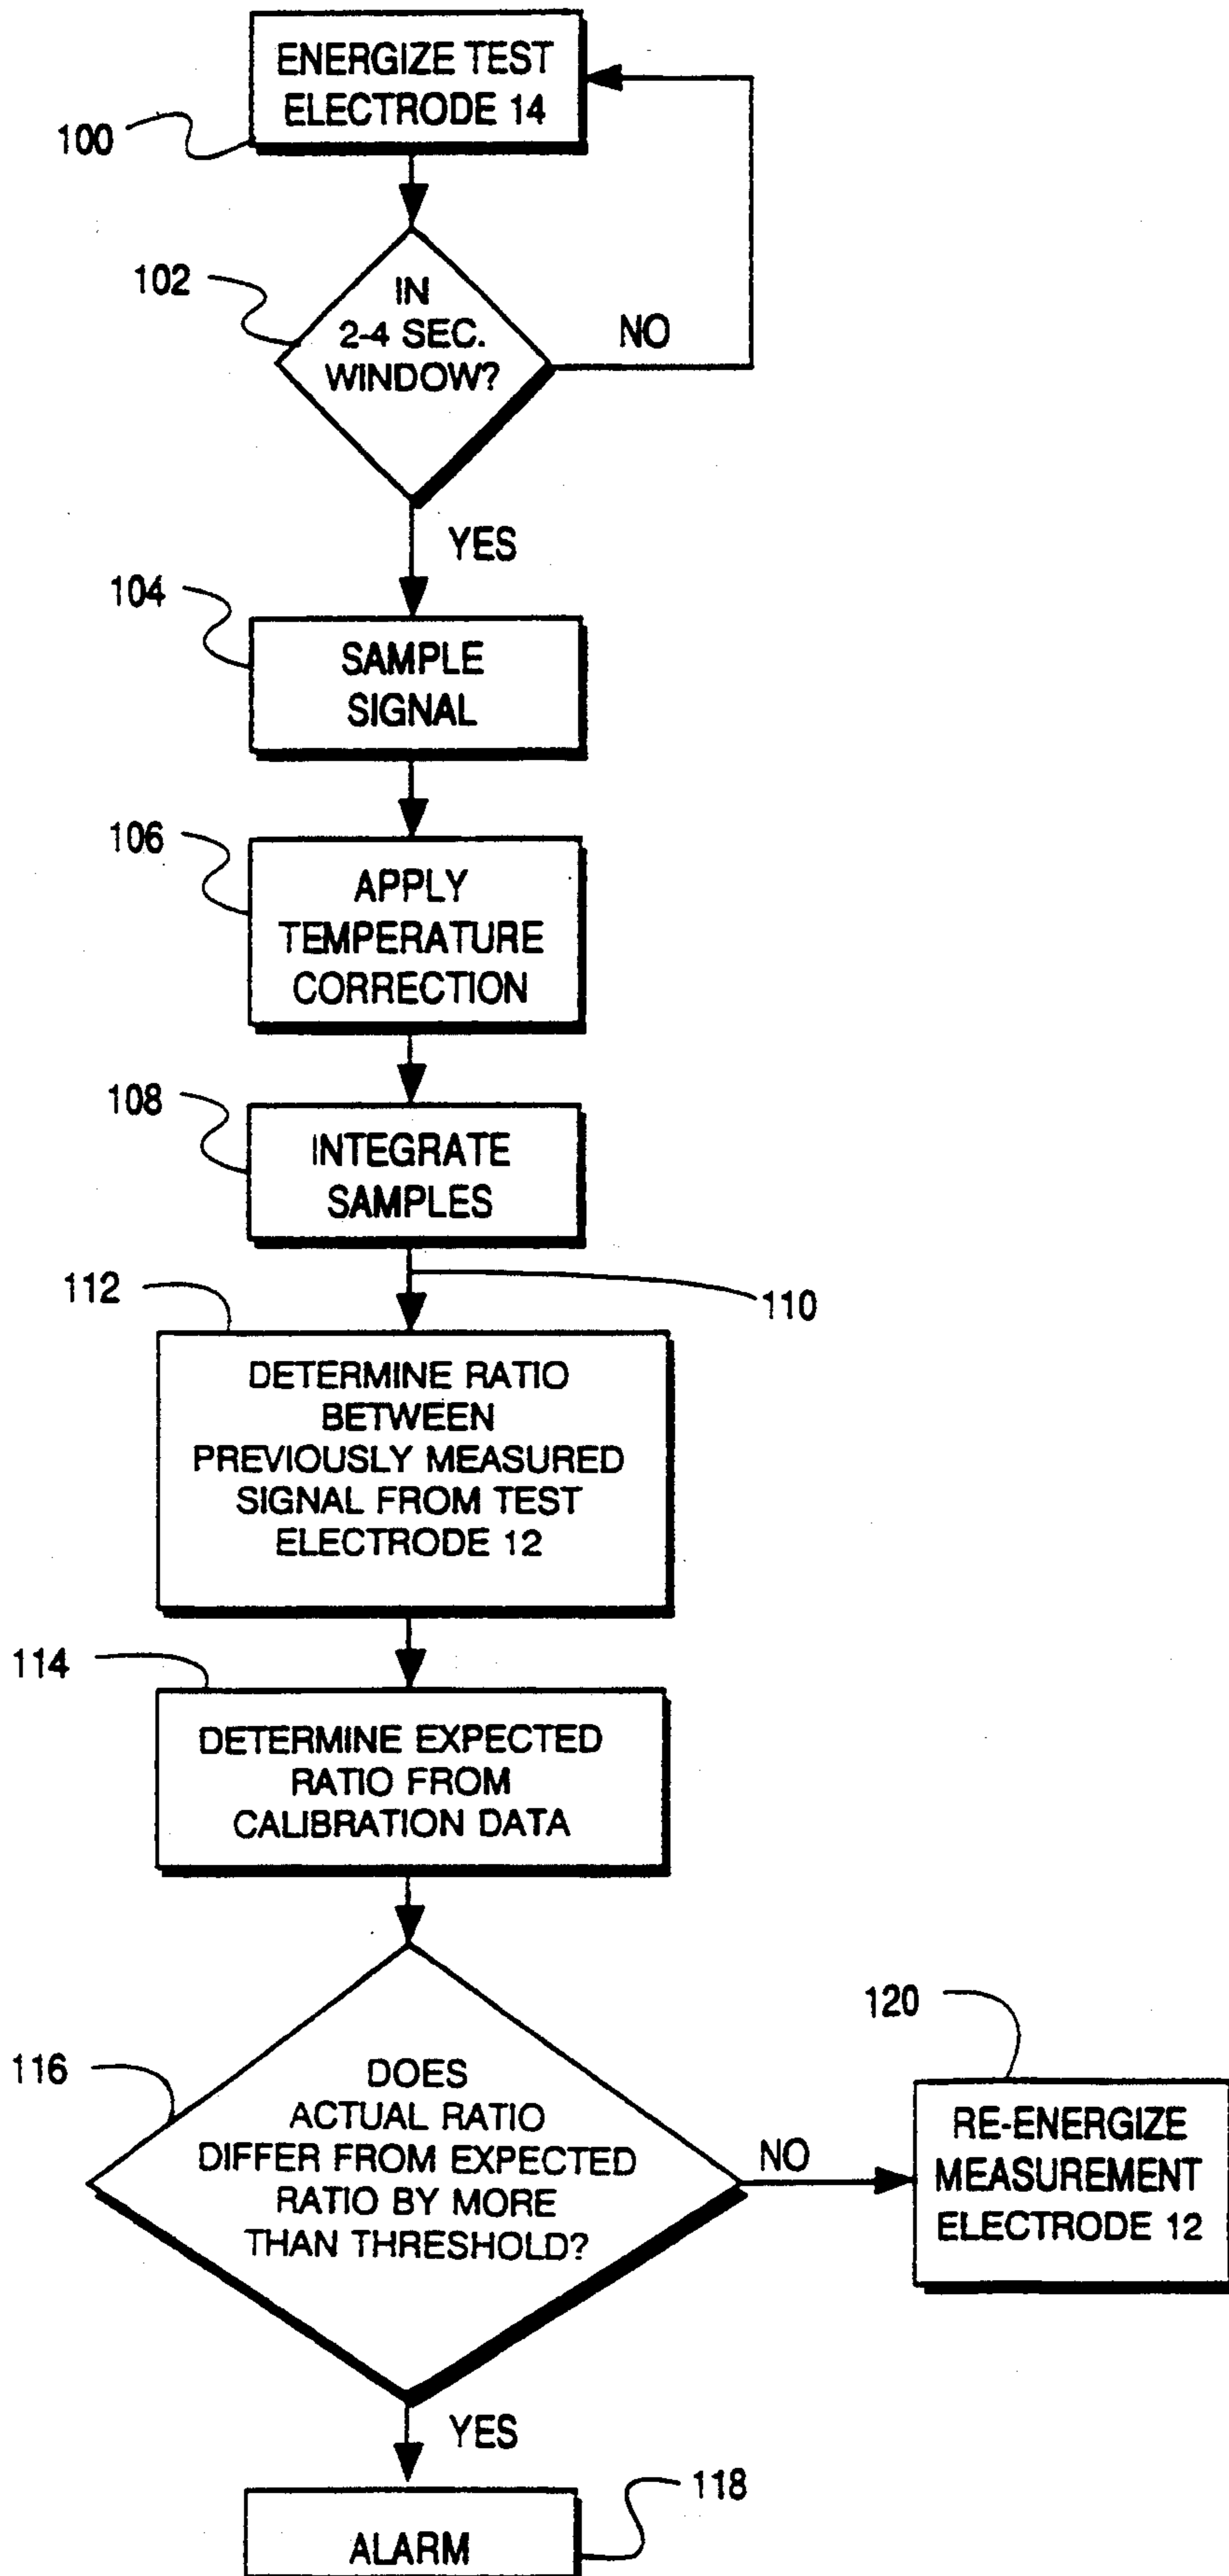 ENERGIZE TEST
ELECTRODE 14
100
102
IN
2-4 SEC.
WINDOW?
NO
YES
104
SAMPLE
SIGNAL
106
APPLY
TEMPERATURE
CORRECTION
108
INTEGRATE
SAMPLES
110
112
DETERMINE RATIO
BETWEEN
PREVIOUSLY MEASURED
SIGNAL FROM TEST
ELECTRODE 12
114
DETERMINE EXPECTED
RATIO FROM
CALIBRATION DATA
116
DOES
ACTUAL RATIO
DIFFER FROM EXPECTED
RATIO BY MORE
THAN THRESHOLD?
NO
120
RE-ENERGIZE
MEASUREMENT
ELECTRODE 12
YES
118
ALARM